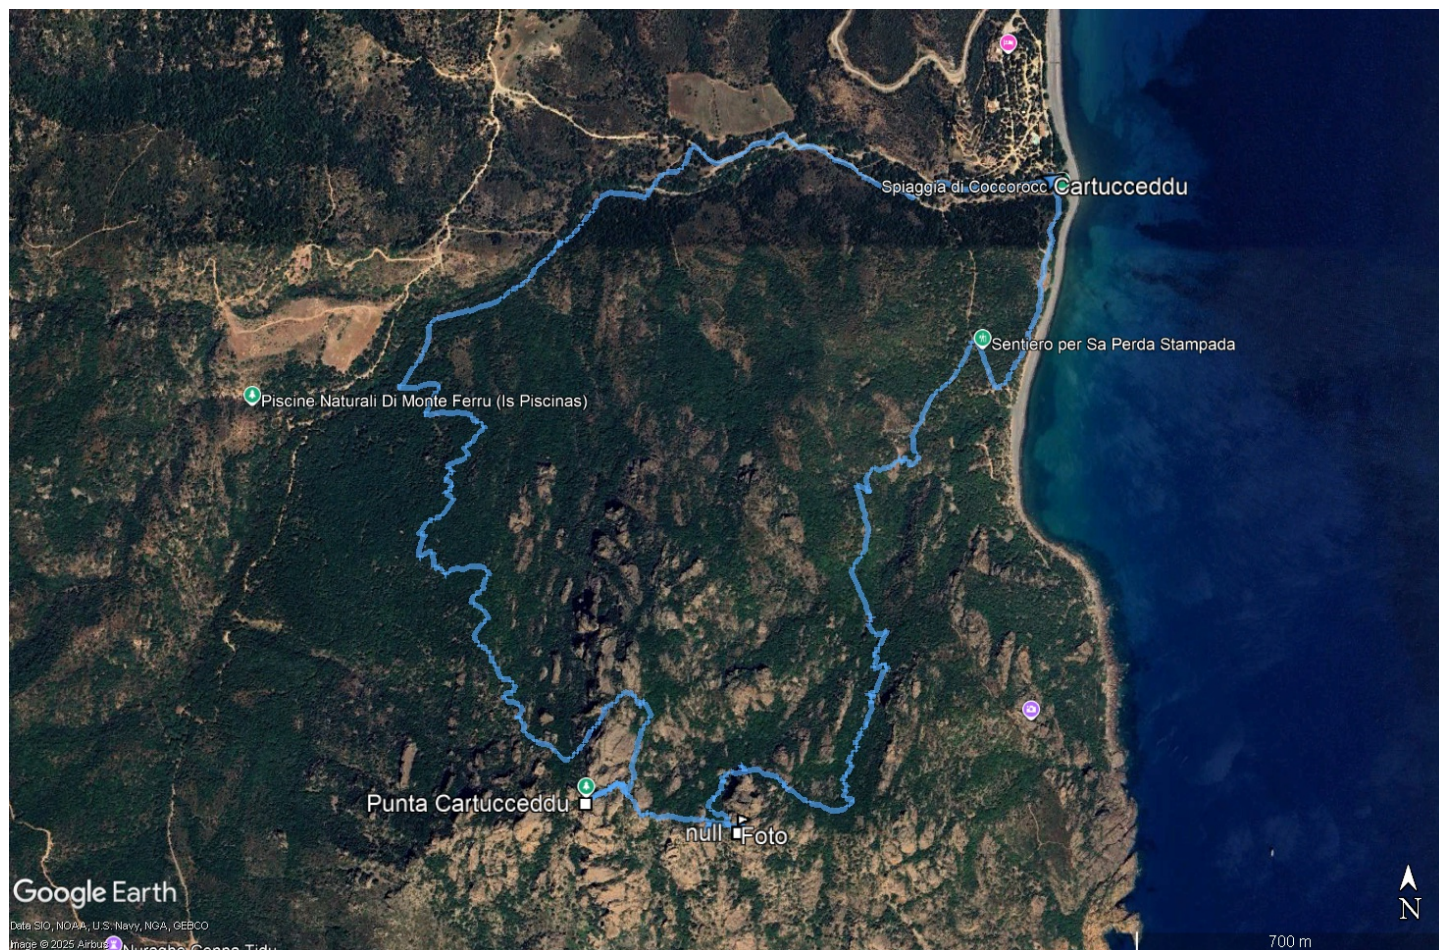 Spiaggia di Coccorocc
Cartucceddu
Sentiero per Sa Perda Stampada
Piscine Naturali Di Monte Ferru (Is Piscinas)
Punta Cartucceddu
null
Foto
Google Earth
Data SIO, NOAA, U.S. Navy, NGA, GEBCO
Image © 2025 Airbus
N
700 m